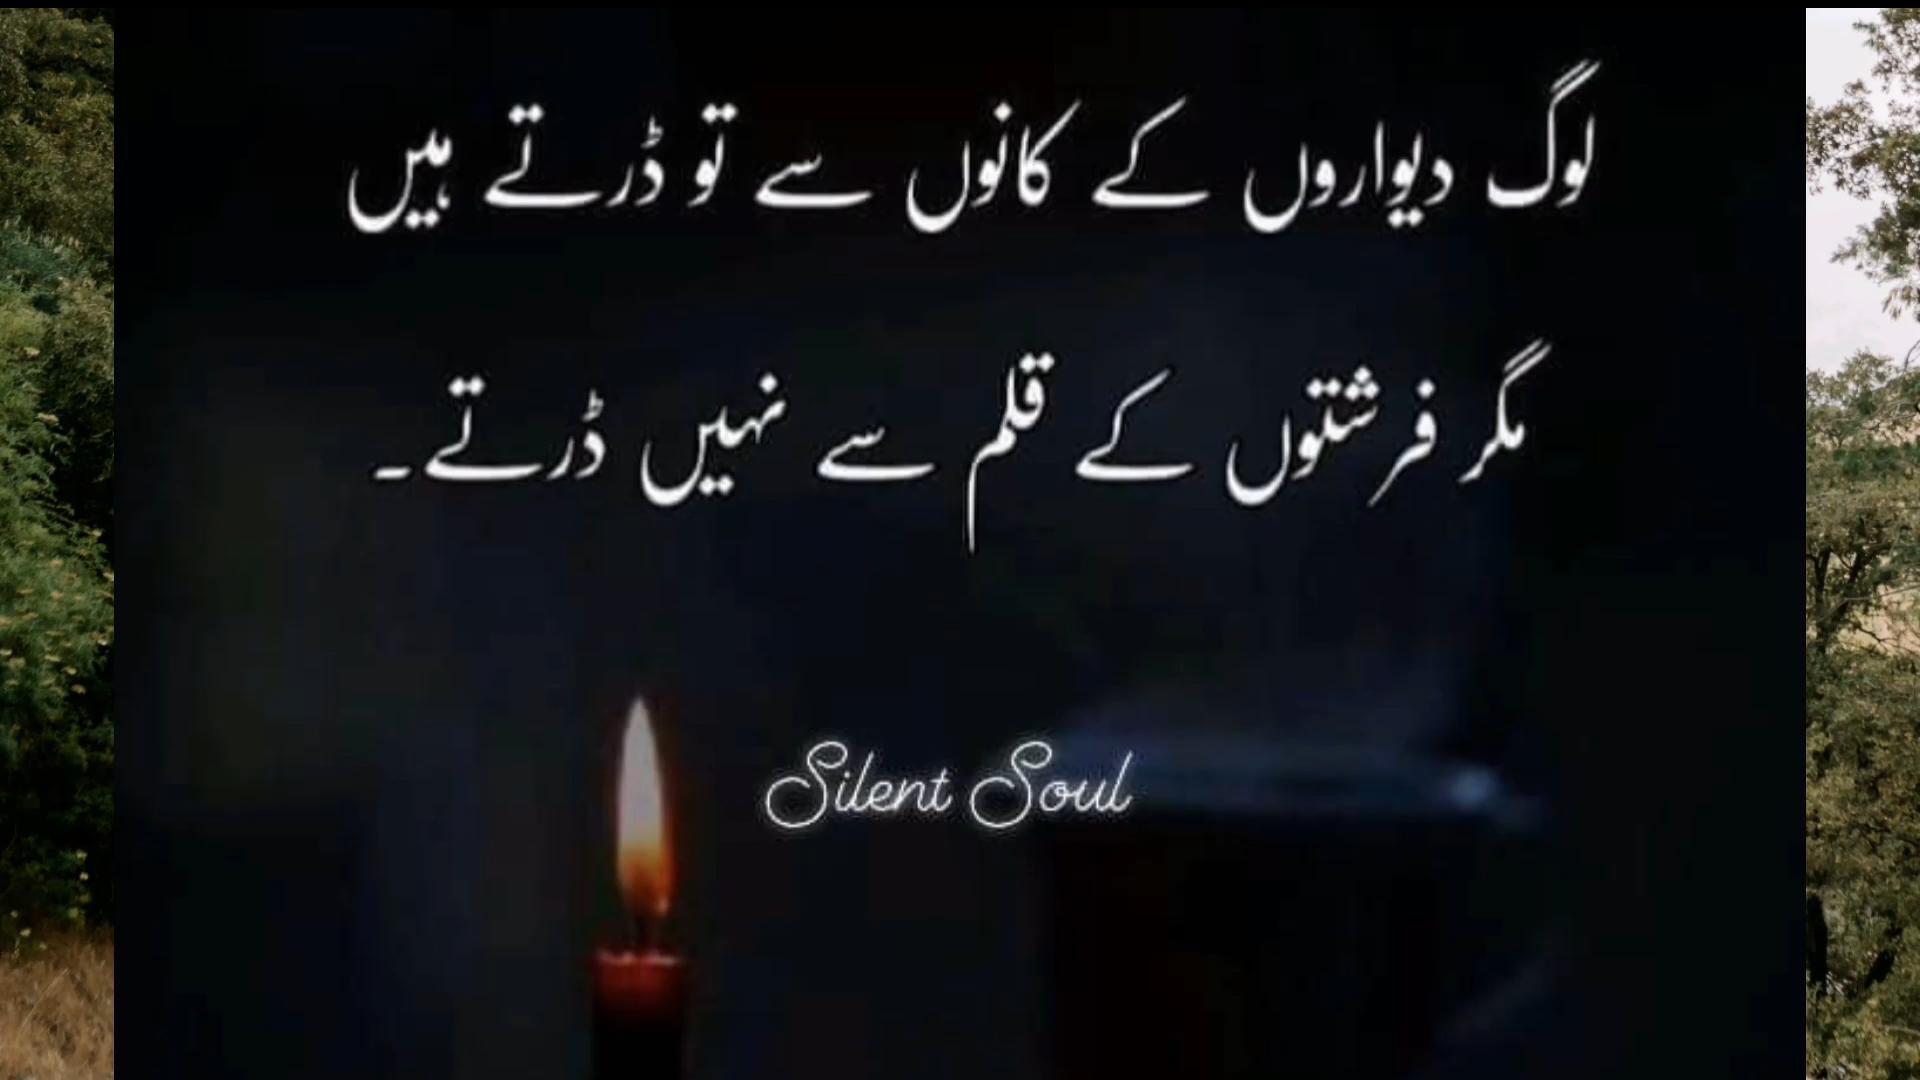 لوگ دیواروں کے کانوں سے تو ڈرتے ہیں
مگر فرشتوں کے قلم سے نہیں ڈرتے۔
Silent Soul